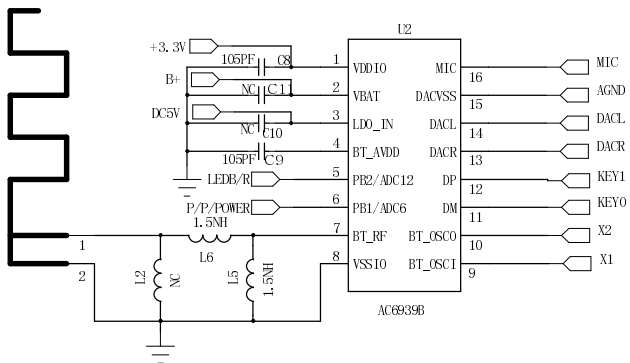 U2
+3.3V
105PF C8
1 VDDIO MIC 16 MIC
B+
NC C11
2 VBAT DACVSS 15 AGND
DC5V
NC C10
3 LDO_IN DACL 14 DACL
4 BT_AVDD DACR 13 DACR
105PF C9
LEDB/R 5 PB2/ADC12 DP 12 KEY1
P/P/POWER 6 PB1/ADC6 DM 11 KEY0
1.5NH
1 L6 7 BT_RF BT_OSCO 10 X2
2 8 VSSIO BT_OSCI 9 X1
L2 NC L5 1.5NH
AC6939B